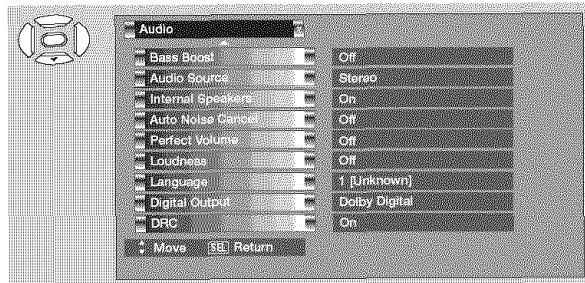 Audio
Bass Boost Off
Audio Source Stereo
Internal Speakers On
Auto Noise Cancel Off
Perfect Volume Off
Loudness Off
Language 1 [Unknown]
Digital Output Dolby Digital
DRC On
Move SEL Return